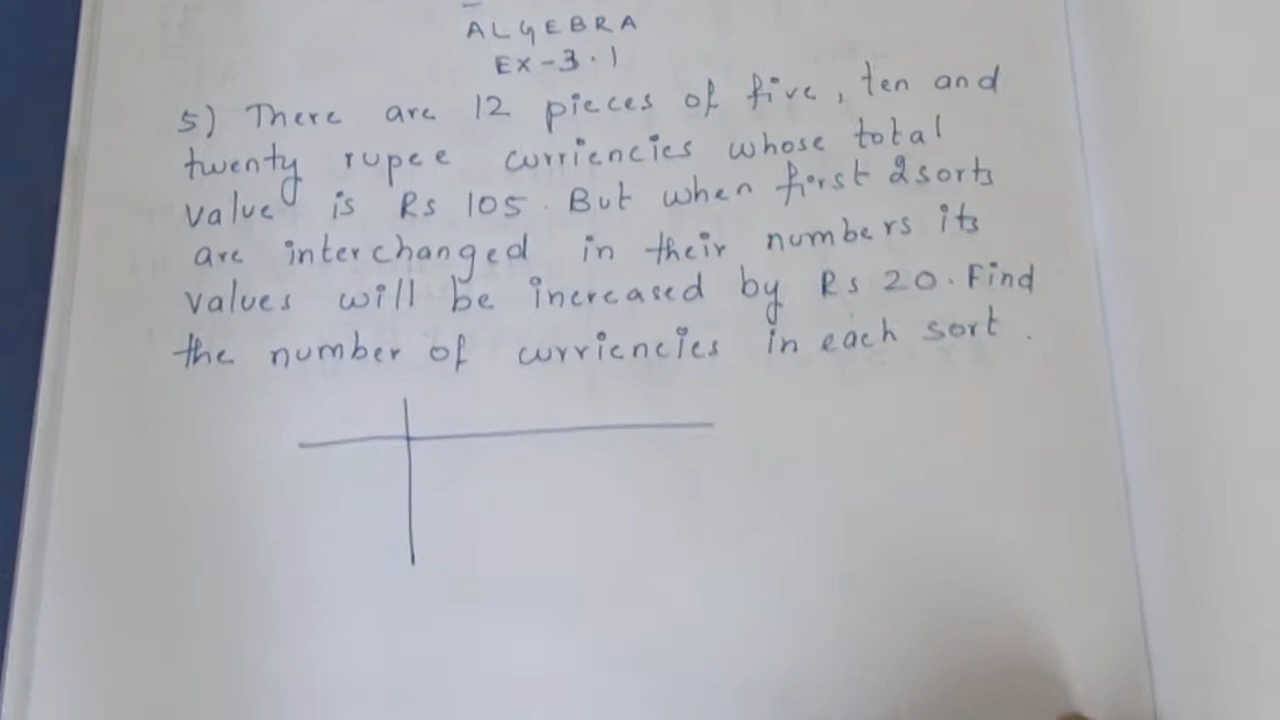 ALGEBRA
EX-3.1
5) There are 12 pieces of five, ten and
twenty rupee curriencies whose total
value is Rs 105. But when first 2 sorts
are interchanged in their numbers its
values will be increased by Rs 20. Find
the number of curriencies in each sort.